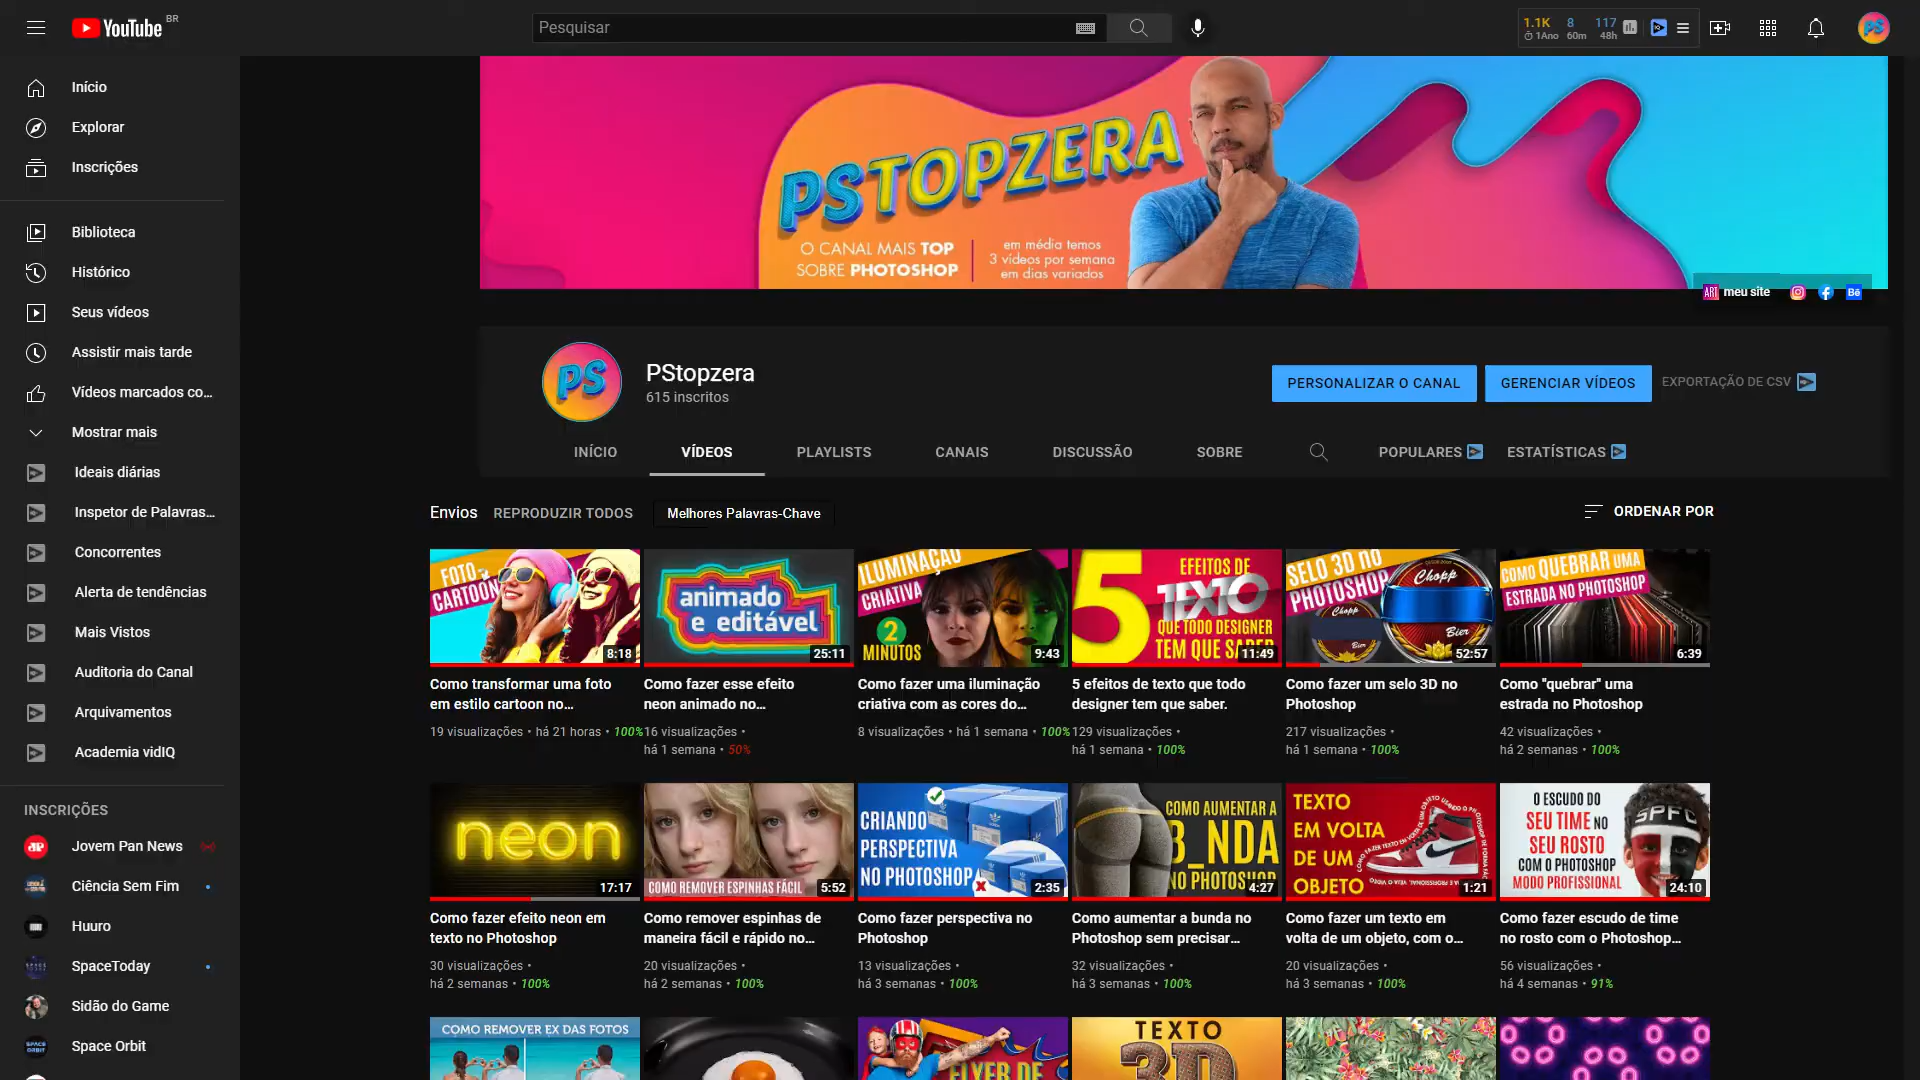 YouTube BR
Pesquisar
1.1K 8 117
1Ano 60m 48h
PS
Início
Explorar
Inscrições
Biblioteca
Histórico
Seus vídeos
Assistir mais tarde
Vídeos marcados co...
Mostrar mais
Ideais diárias
Inspetor de Palavras...
Concorrentes
Alerta de tendências
Mais Vistos
Auditoria do Canal
Arquivamentos
Academia vidIQ
INSCRIÇÕES
Jovem Pan News
Ciência Sem Fim
Huuro
SpaceToday
Sidão do Game
Space Orbit
PSTOPZERA
O CANAL MAIS TOP
SOBRE PHOTOSHOP
em média temos
3 vídeos por semana
em dias variados
ART meu site
Bē
PS
PStopzera
615 inscritos
PERSONALIZAR O CANAL
GERENCIAR VÍDEOS
EXPORTAÇÃO DE CSV
INÍCIO
VÍDEOS
PLAYLISTS
CANAIS
DISCUSSÃO
SOBRE
POPULARES
ESTATÍSTICAS
Envios
REPRODUZIR TODOS
Melhores Palavras-Chave
ORDENAR POR
FOTO
CARTOON
8:18
Como transformar uma foto
em estilo cartoon no...
19 visualizações • há 21 horas • 100%
animado
e editável
25:11
Como fazer esse efeito
neon animado no...
16 visualizações •
há 1 semana • 50%
ILUMINAÇÃO
CRIATIVA
2
MINUTOS
9:43
Como fazer uma iluminação
criativa com as cores do...
8 visualizações • há 1 semana • 100%
5
EFEITOS DE
TEXTO
QUE TODO DESIGNER
TEM QUE SABER
11:49
5 efeitos de texto que todo
designer tem que saber.
129 visualizações •
há 1 semana • 100%
SELO 3D NO
PHOTOSHOP
Chopp
Bier
Chopp
Bier
52:57
Como fazer um selo 3D no
Photoshop
217 visualizações •
há 1 semana • 100%
COMO QUEBRAR UMA
ESTRADA NO PHOTOSHOP
6:39
Como "quebrar" uma
estrada no Photoshop
42 visualizações •
há 2 semanas • 100%
neon
17:17
Como fazer efeito neon em
texto no Photoshop
30 visualizações •
há 2 semanas • 100%
COMO REMOVER ESPINHAS FÁCIL
5:52
Como remover espinhas de
maneira fácil e rápido no...
20 visualizações •
há 2 semanas • 100%
CRIANDO
PERSPECTIVA
NO PHOTOSHOP
2:35
Como fazer perspectiva no
Photoshop
13 visualizações •
há 3 semanas • 100%
COMO AUMENTAR A
B_NDA
NO PHOTOSHOP
4:27
Como aumentar a bunda no
Photoshop sem precisar...
32 visualizações •
há 3 semanas • 100%
TEXTO
EM VOLTA
DE UM
OBJETO
1:21
Como fazer um texto em
volta de um objeto, com o...
20 visualizações •
há 3 semanas • 100%
O ESCUDO DO
SEU TIME NO
SEU ROSTO
COM O PHOTOSHOP
MODO PROFISSIONAL
SPFC
24:10
Como fazer escudo de time
no rosto com o Photoshop...
56 visualizações •
há 4 semanas • 91%
COMO REMOVER EX DAS FOTOS
FLYER DE
TEXTO
3D